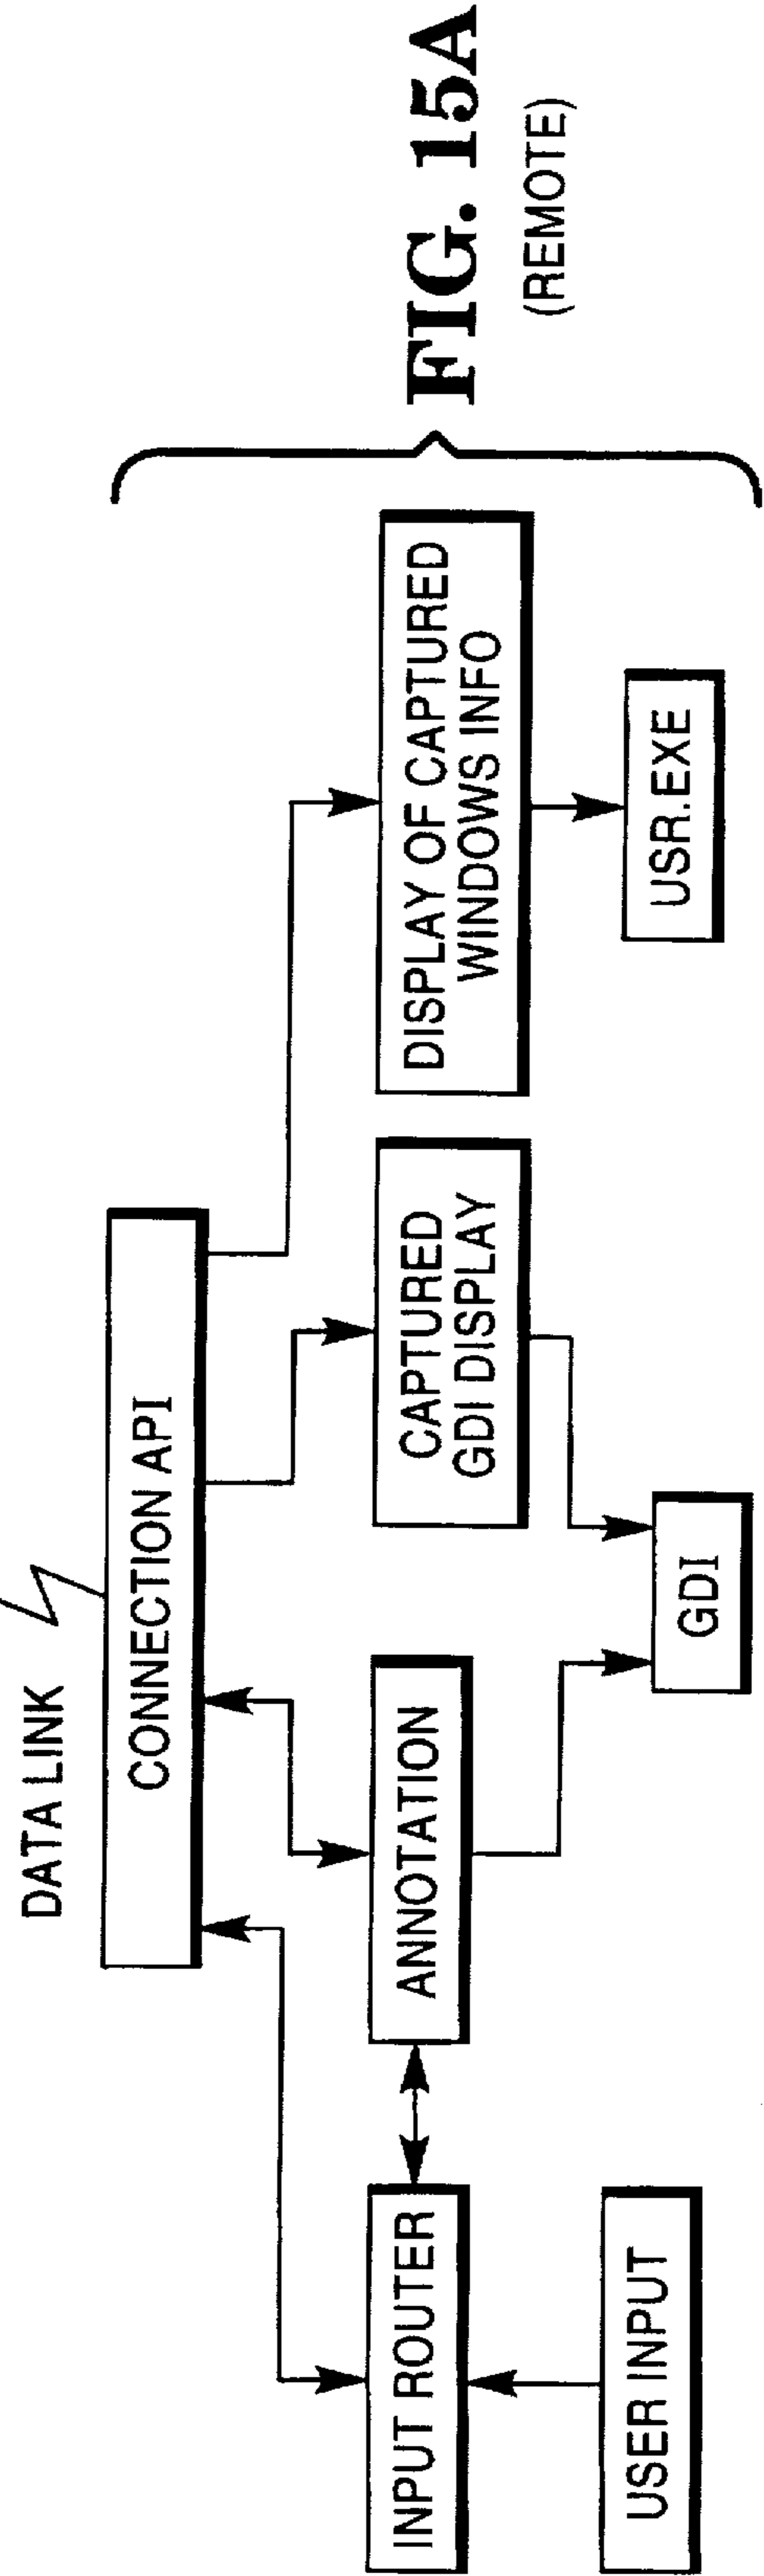 DATA LINK
CONNECTION API
INPUT ROUTER
ANNOTATION
CAPTURED
GDI DISPLAY
DISPLAY OF CAPTURED
WINDOWS INFO
USER INPUT
GDI
USR.EXE
FIG. 15A
(REMOTE)